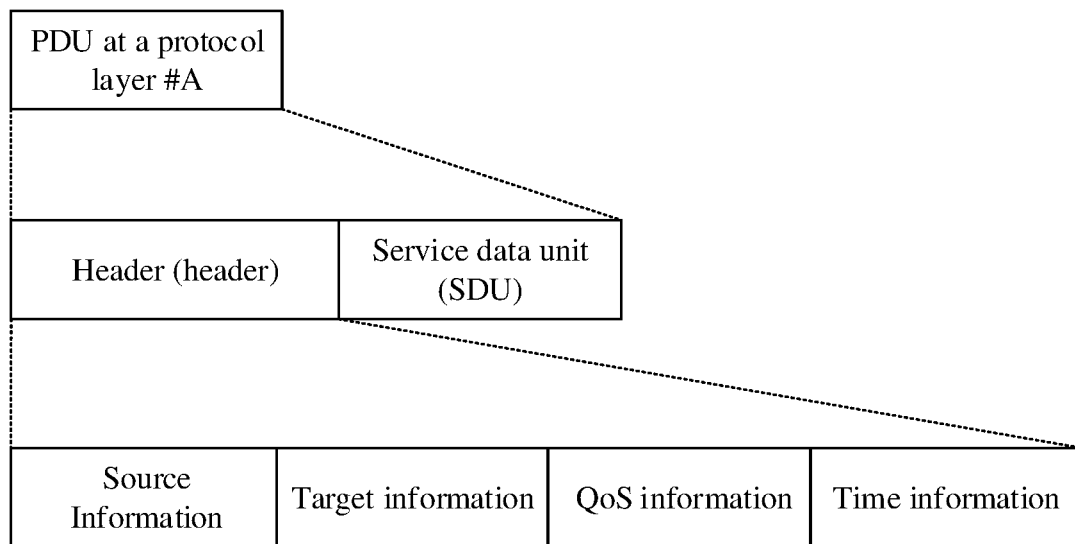 PDU at a protocol
layer #A
Header (header)
Service data unit
(SDU)
Source
Information
Target information
QoS information
Time information